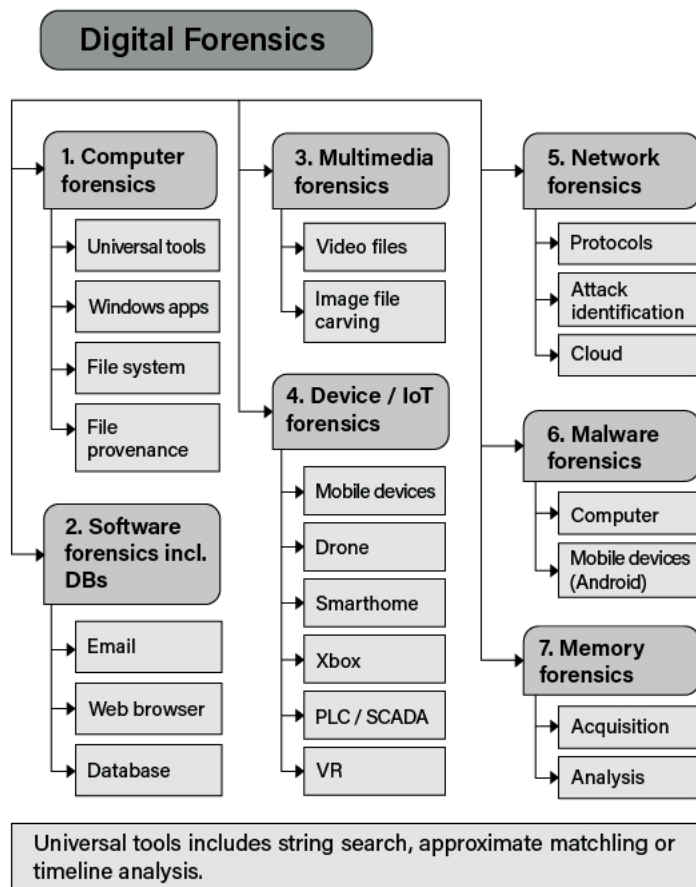 Digital Forensics
1. Computer
forensics
Universal tools
Windows apps
File system
File
provenance
2. Software
forensics incl.
DBs
Email
Web browser
Database
3. Multimedia
forensics
Video files
Image file
carving
4. Device / IoT
forensics
Mobile devices
Drone
Smarthome
Xbox
PLC / SCADA
VR
5. Network
forensics
Protocols
Attack
identification
Cloud
6. Malware
forensics
Computer
Mobile devices
(Android)
7. Memory
forensics
Acquisition
Analysis
Universal tools includes string search, approximate matchling or
timeline analysis.